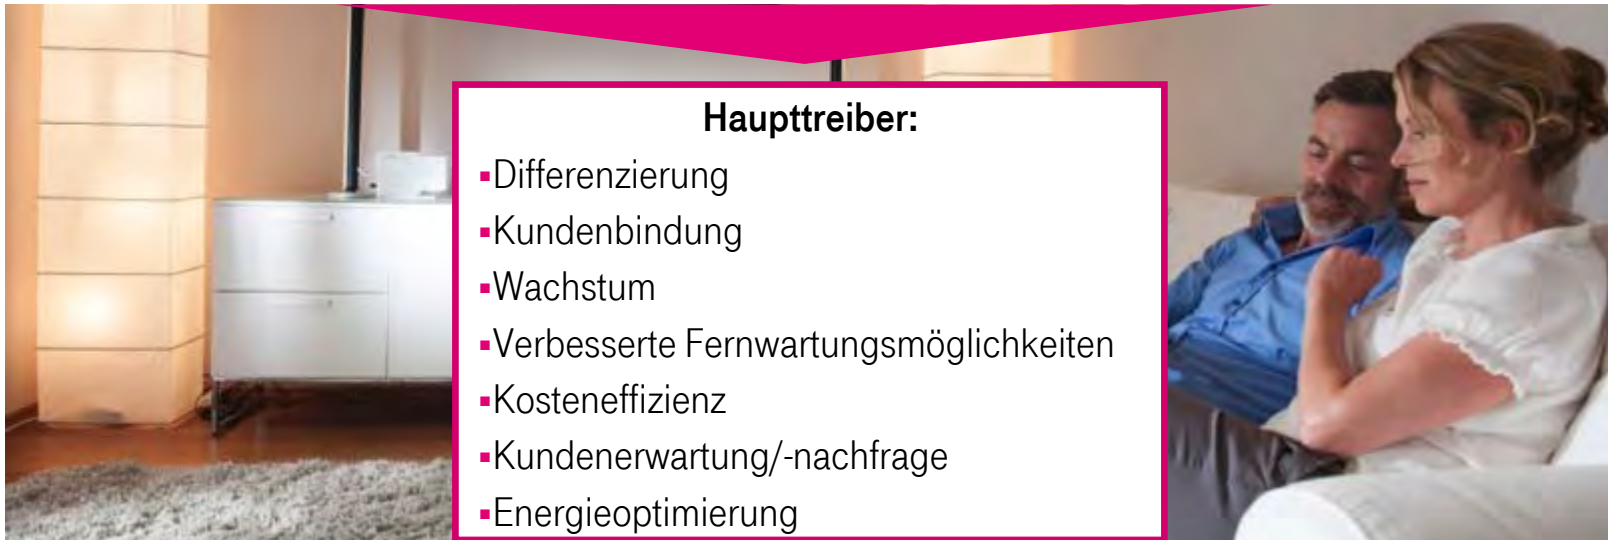 Haupttreiber:
▪Differenzierung
▪Kundenbindung
▪Wachstum
▪Verbesserte Fernwartungsmöglichkeiten
▪Kosteneffizienz
▪Kundenerwartung/-nachfrage
▪Energieoptimierung